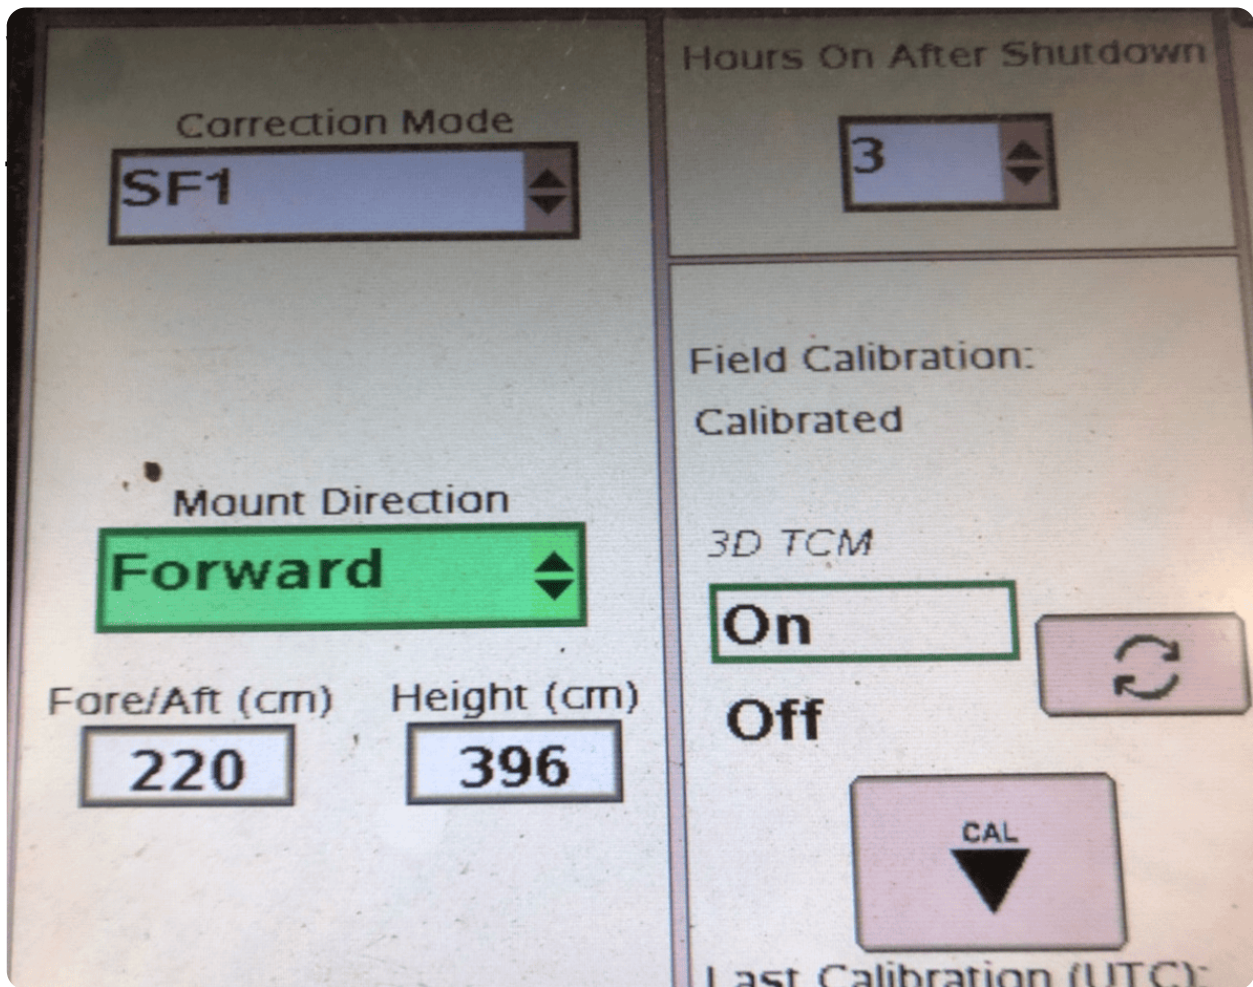 Correction Mode
SF1
Mount Direction
Forward
Fore/Aft (cm)
Height (cm)
220
396
Hours On After Shutdown
3
Field Calibration:
Calibrated
3D TCM
On
Off
CAL
Last Calibration (UTC):